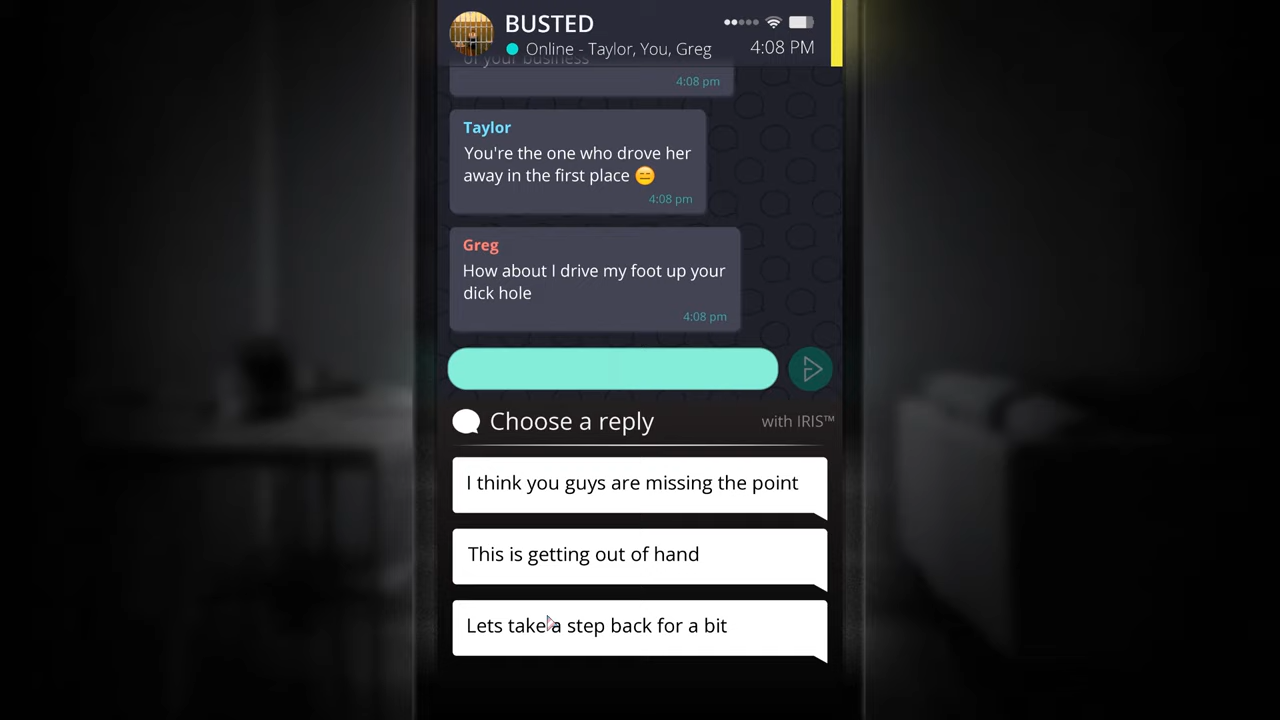 BUSTED
Online - Taylor, You, Greg
4:08 PM
of your business
4:08 pm
Taylor
You're the one who drove her
away in the first place 😑
4:08 pm
Greg
How about I drive my foot up your
dick hole
4:08 pm
Choose a reply
with IRIS™
I think you guys are missing the point
This is getting out of hand
Lets take a step back for a bit